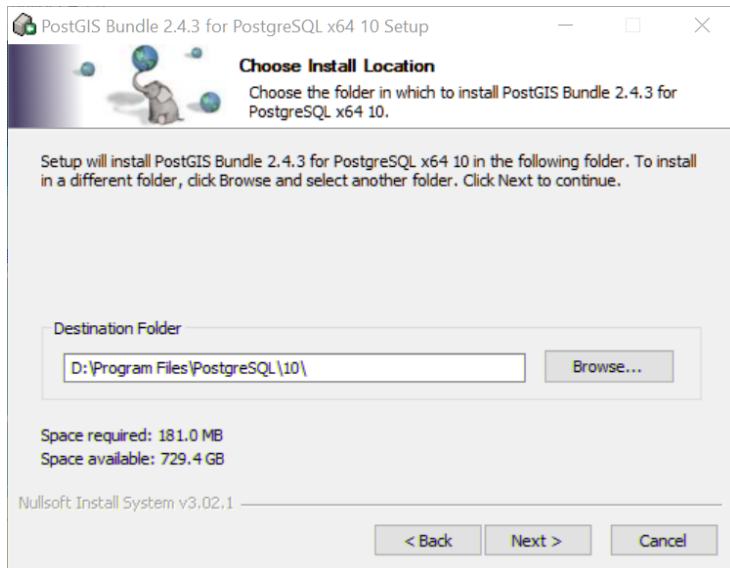 PostGIS Bundle 2.4.3 for PostgreSQL x64 10 Setup
Choose Install Location
Choose the folder in which to install PostGIS Bundle 2.4.3 for
PostgreSQL x64 10.
Setup will install PostGIS Bundle 2.4.3 for PostgreSQL x64 10 in the following folder. To install
in a different folder, click Browse and select another folder. Click Next to continue.
Destination Folder
D:\Program Files\PostgreSQL\10\
Browse...
Space required: 181.0 MB
Space available: 729.4 GB
Nullsoft Install System v3.02.1
< Back Next > Cancel